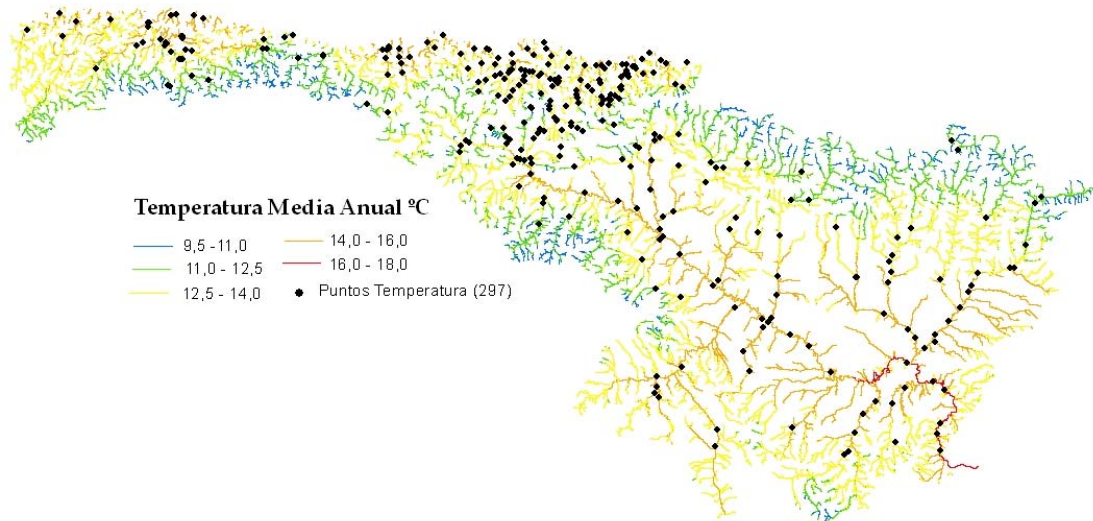 Temperatura Media Anual ºC
9,5 -11,0
14,0 - 16,0
11,0 - 12,5
16,0 - 18,0
12,5 - 14,0
Puntos Temperatura (297)